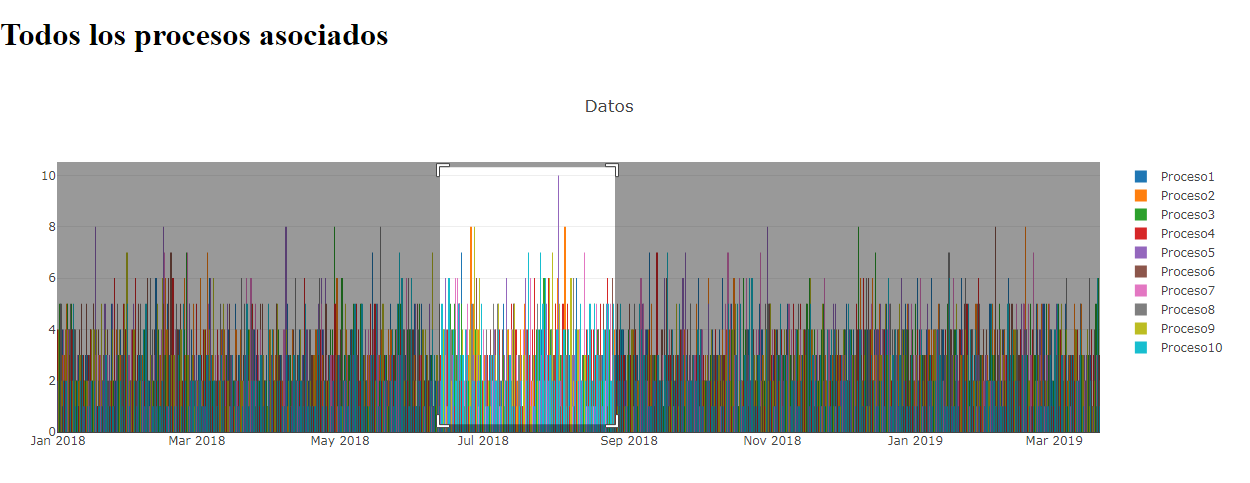 Todos los procesos asociados
Datos
10
8
6
4
2
0
Jan 2018
Mar 2018
May 2018
Jul 2018
Sep 2018
Nov 2018
Jan 2019
Mar 2019
Proceso1
Proceso2
Proceso3
Proceso4
Proceso5
Proceso6
Proceso7
Proceso8
Proceso9
Proceso10